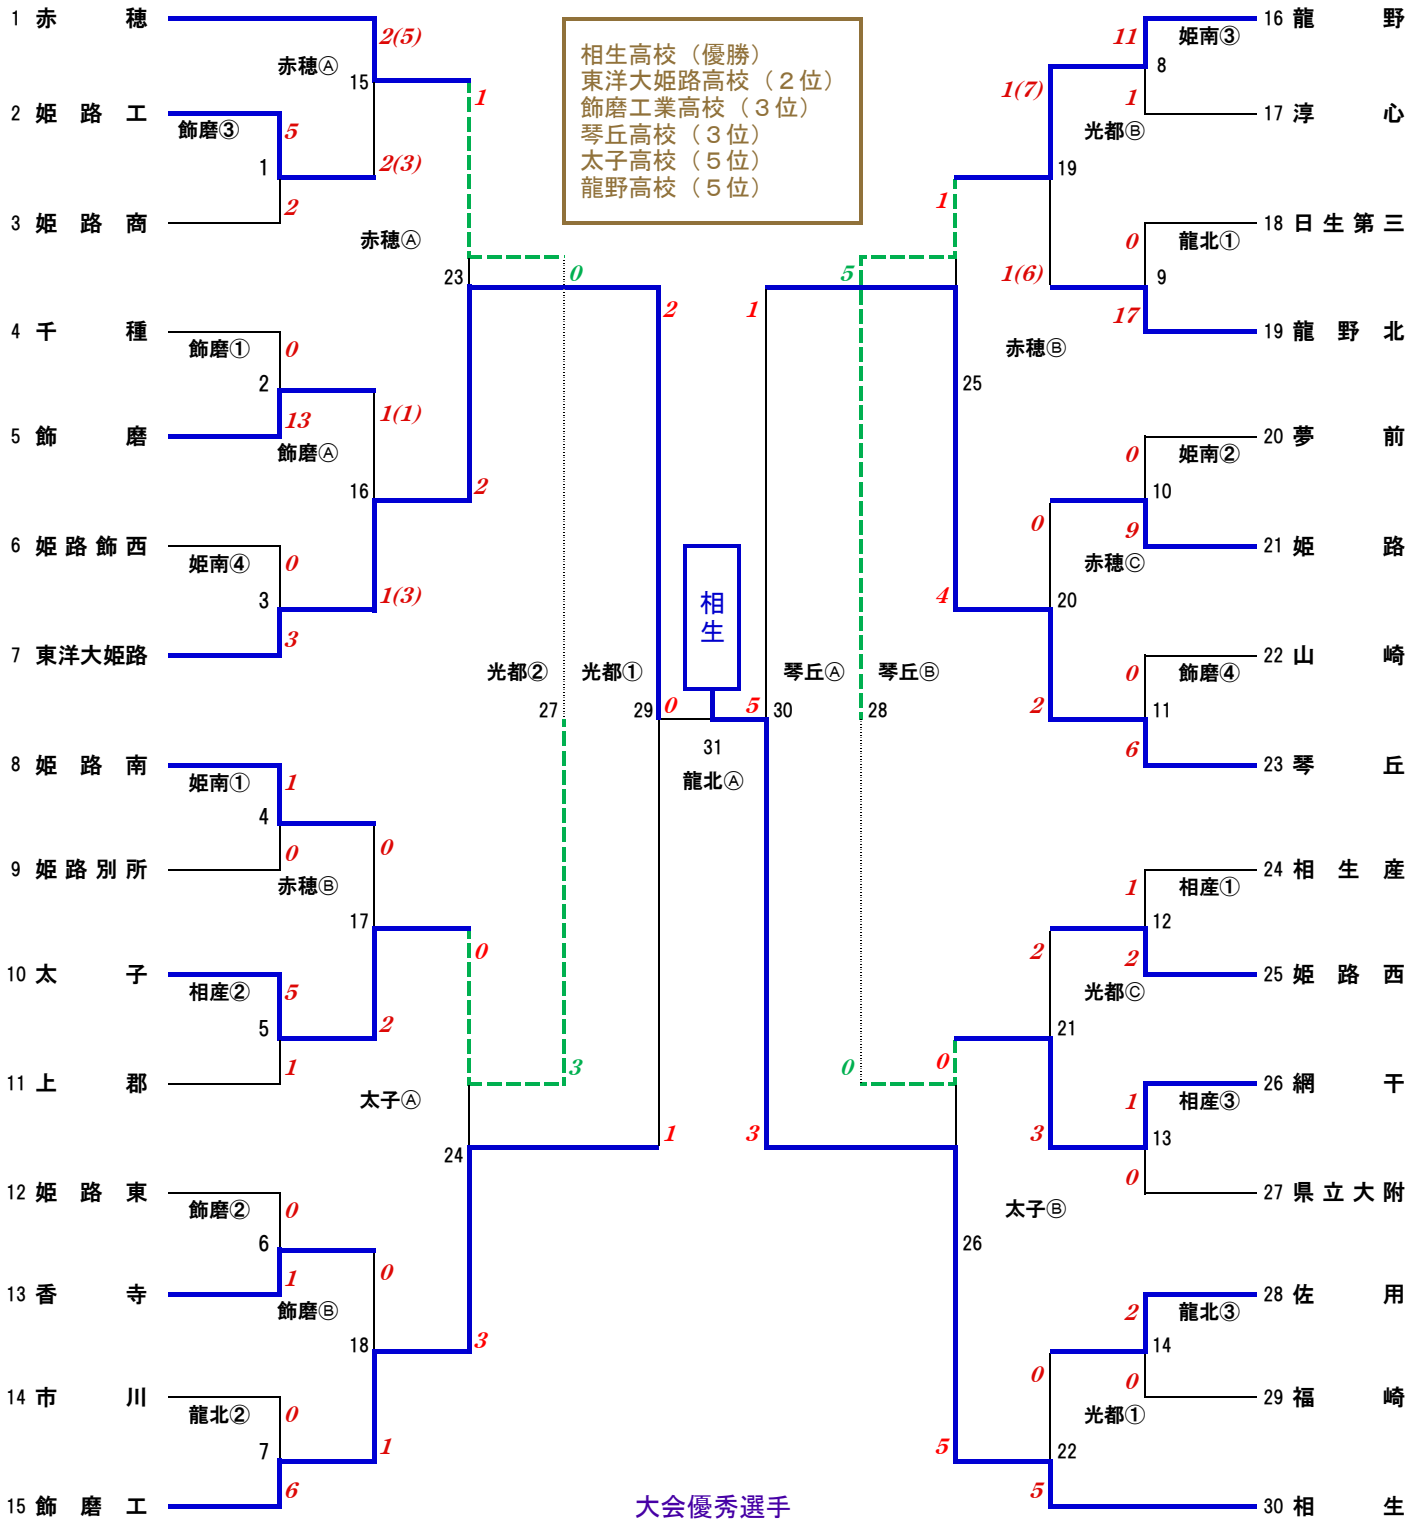 相生高校（優勝）
東洋大姫路高校（２位）
飾磨工業高校（３位）
琴丘高校（３位）
太子高校（５位）
龍野高校（５位）
1 赤穂
2(5)
赤穂Ⓐ
15
1
2 姫路工
飾磨③
5
1
2(3)
2
3 姫路商
赤穂Ⓐ
23
0
2
4 千種
飾磨①
0
2
13
1(1)
5 飾磨
飾磨Ⓐ
16
2
6 姫路飾西
姫南④
0
3
1(3)
3
7 東洋大姫路
光都②
光都①
27
29
0
8 姫路南
姫南①
1
4
0
0
9 姫路別所
赤穂Ⓑ
17
0
10 太子
相産②
5
5
2
1
3
11 上郡
太子Ⓐ
1
24
12 姫路東
飾磨②
0
6
1
0
13 香寺
飾磨Ⓑ
18
3
14 市川
龍北②
0
7
1
6
15 飾磨工
相生
5
31
龍北Ⓐ
16 龍野
11
姫南③
8
1(7)
1
17 淳心
光都Ⓑ
19
1
18 日生第三
0
龍北①
9
1(6)
17
19 龍野北
5
1
赤穂Ⓑ
25
20 夢前
0
姫南②
10
0
9
21 姫路
赤穂Ⓒ
20
4
22 山崎
0
飾磨④
11
2
6
23 琴丘
琴丘Ⓐ
琴丘Ⓑ
30
28
24 相生産
1
相産①
12
2
2
25 姫路西
光都Ⓒ
21
0
0
26 網干
1
相産③
13
3
0
27 県立大附
3
太子Ⓑ
26
28 佐用
2
龍北③
14
0
0
29 福崎
光都①
22
5
5
30 相生
大会優秀選手